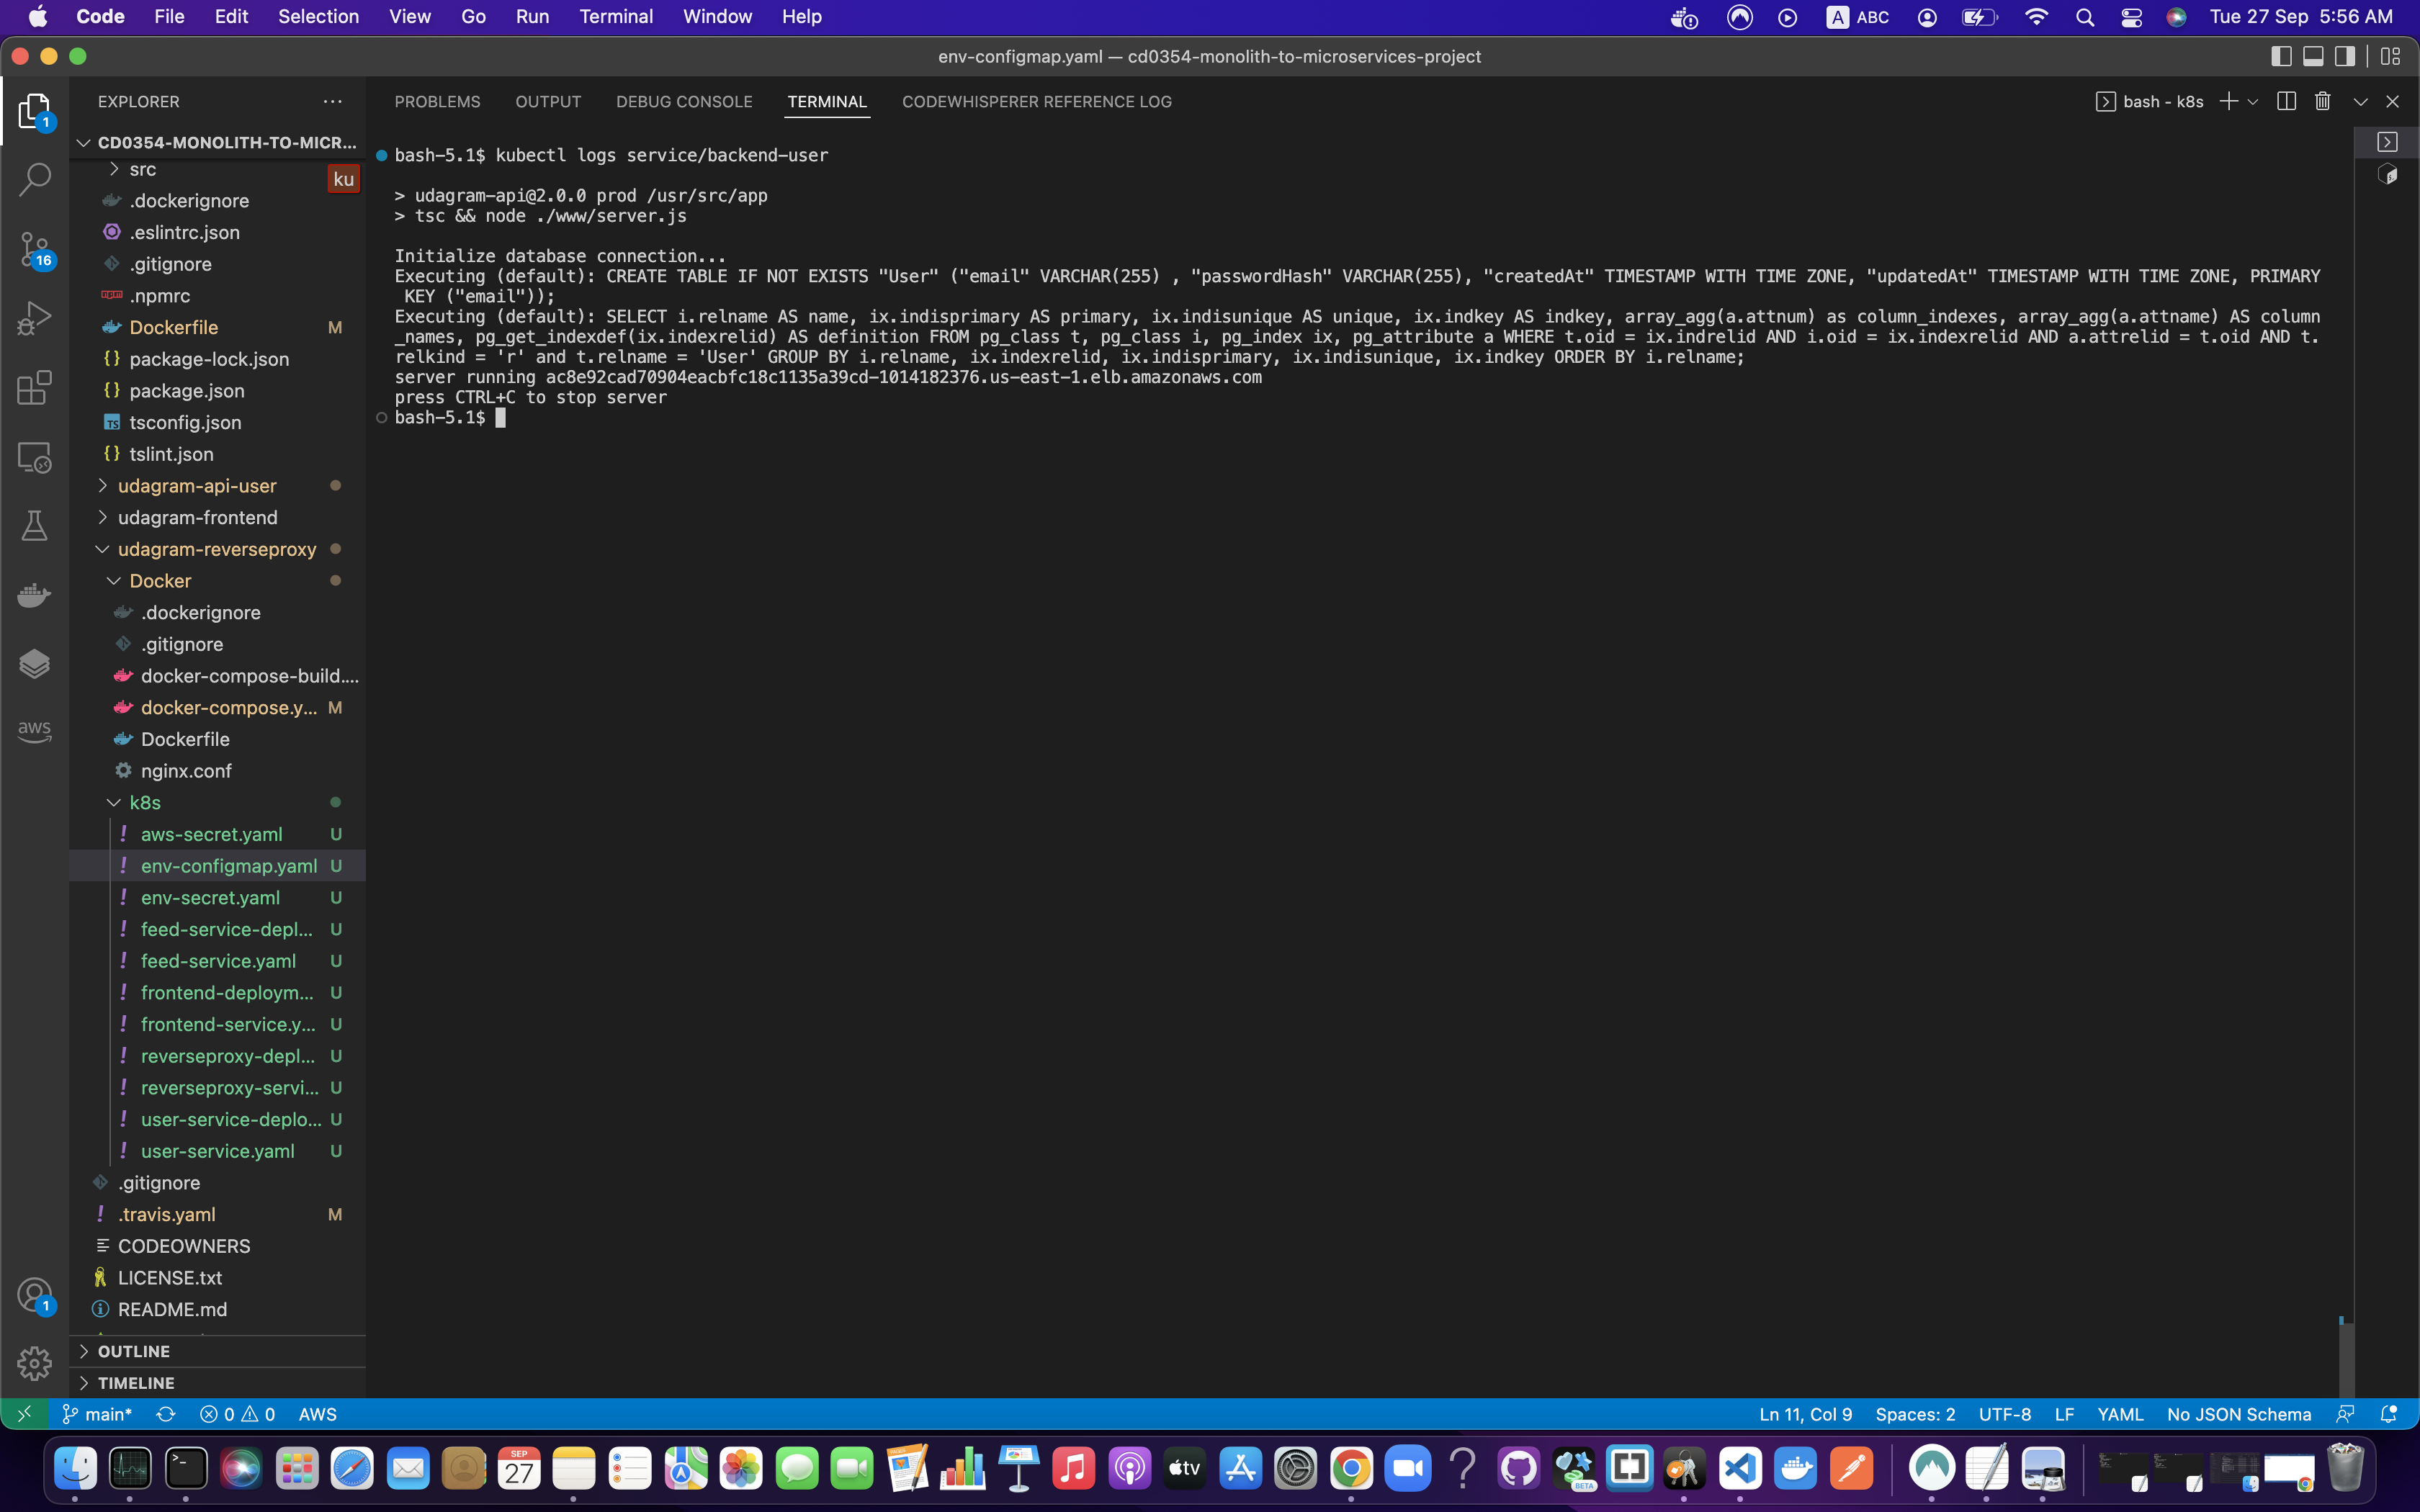 Code File Edit Selection View Go Run Terminal Window Help
A ABC Tue 27 Sep 5:56 AM
env-configmap.yaml — cd0354-monolith-to-microservices-project
EXPLORER ...
PROBLEMS OUTPUT DEBUG CONSOLE TERMINAL CODEWHISPERER REFERENCE LOG
bash - k8s
1
CD0354-MONOLITH-TO-MICR...
src
ku
.dockerignore
.eslintrc.json
16
.gitignore
.npmrc
Dockerfile M
package-lock.json
package.json
tsconfig.json
tslint.json
udagram-api-user
udagram-frontend
udagram-reverseproxy
Docker
.dockerignore
.gitignore
docker-compose-build....
docker-compose.y... M
aws
Dockerfile
nginx.conf
k8s
! aws-secret.yaml U
! env-configmap.yaml U
! env-secret.yaml U
! feed-service-depl... U
! feed-service.yaml U
! frontend-deploym... U
! frontend-service.y... U
! reverseproxy-depl... U
! reverseproxy-servi... U
! user-service-deplo... U
! user-service.yaml U
.gitignore
! .travis.yaml M
CODEOWNERS
LICENSE.txt
1
README.md
OUTLINE
TIMELINE
bash-5.1$ kubectl logs service/backend-user
> udagram-api@2.0.0 prod /usr/src/app
> tsc && node ./www/server.js
Initialize database connection...
Executing (default): CREATE TABLE IF NOT EXISTS "User" ("email" VARCHAR(255) , "passwordHash" VARCHAR(255), "createdAt" TIMESTAMP WITH TIME ZONE, "updatedAt" TIMESTAMP WITH TIME ZONE, PRIMARY
KEY ("email"));
Executing (default): SELECT i.relname AS name, ix.indisprimary AS primary, ix.indisunique AS unique, ix.indkey AS indkey, array_agg(a.attnum) as column_indexes, array_agg(a.attname) AS column
_names, pg_get_indexdef(ix.indexrelid) AS definition FROM pg_class t, pg_class i, pg_index ix, pg_attribute a WHERE t.oid = ix.indrelid AND i.oid = ix.indexrelid AND a.attrelid = t.oid AND t.
relkind = 'r' and t.relname = 'User' GROUP BY i.relname, ix.indexrelid, ix.indisprimary, ix.indisunique, ix.indkey ORDER BY i.relname;
server running ac8e92cad70904eacbfc18c1135a39cd-1014182376.us-east-1.elb.amazonaws.com
press CTRL+C to stop server
bash-5.1$
main* 0 0 AWS
Ln 11, Col 9 Spaces: 2 UTF-8 LF YAML No JSON Schema
SEP
27
tv
BETA